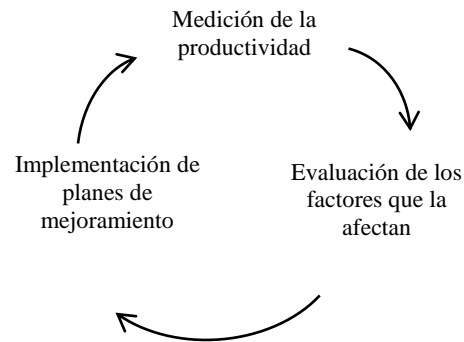 Medición de la
productividad
Evaluación de los
factores que la
afectan
Implementación de
planes de
mejoramiento